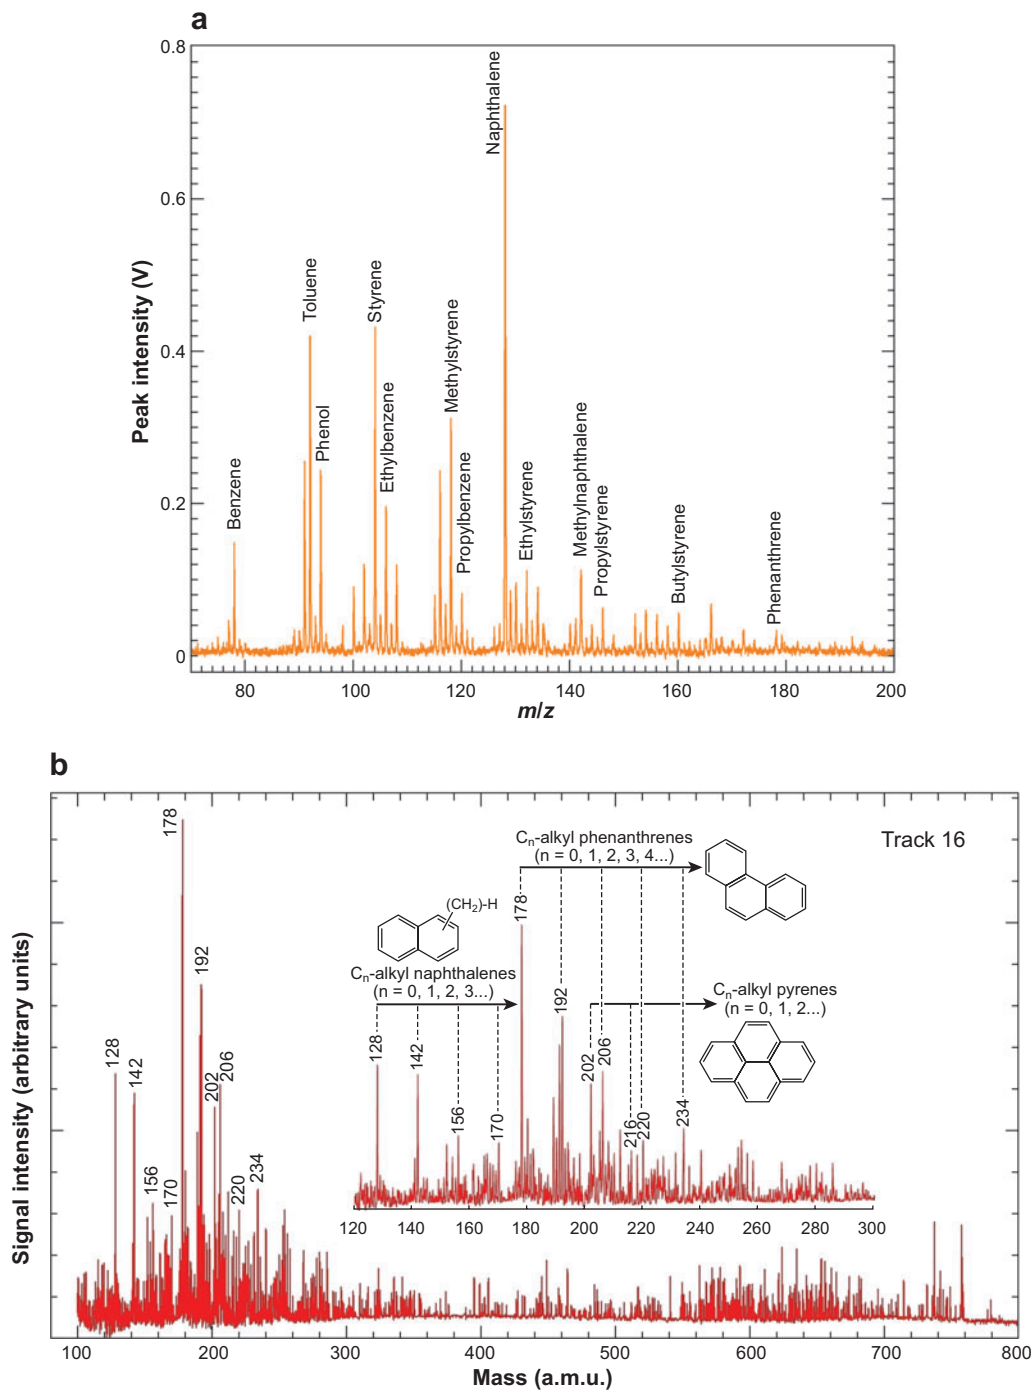 a
0.8
0.6
0.4
0.2
0
Peak intensity (V)
Benzene
Toluene
Phenol
Styrene
Ethylbenzene
Methylstyrene
Propylbenzene
Naphthalene
Ethylstyrene
Methylnaphthalene
Propylstyrene
Butylstyrene
Phenanthrene
80 100 120 140 160 180 200
m/z
b
Track 16
Signal intensity (arbitrary units)
128
142
156
170
178
192
202
206
220
234
Cn-alkyl phenanthrenes
(n = 0, 1, 2, 3, 4...)
(CH2)-H
Cn-alkyl naphthalenes
(n = 0, 1, 2, 3...)
Cn-alkyl pyrenes
(n = 0, 1, 2...)
128
142
156
170
178
192
202
206
216
220
234
120 140 160 180 200 220 240 260 280 300
100 200 300 400 500 600 700 800
Mass (a.m.u.)